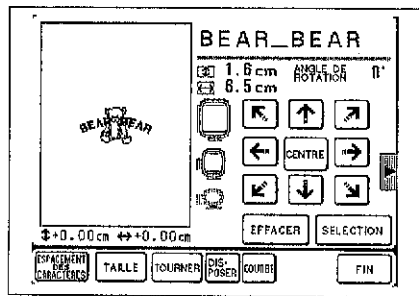 BEAR_BEAR
1.6cm
ANGLE DE
ROTATION
0°
6.5cm
BEAR BEAR
CENTRE
EFFACER
SELECTION
+0.00cm
+0.00cm
ESPACEMENT
DES
CARACTERES
TAILLE
TOURNER
DIS-
POSER
COURBE
FIN